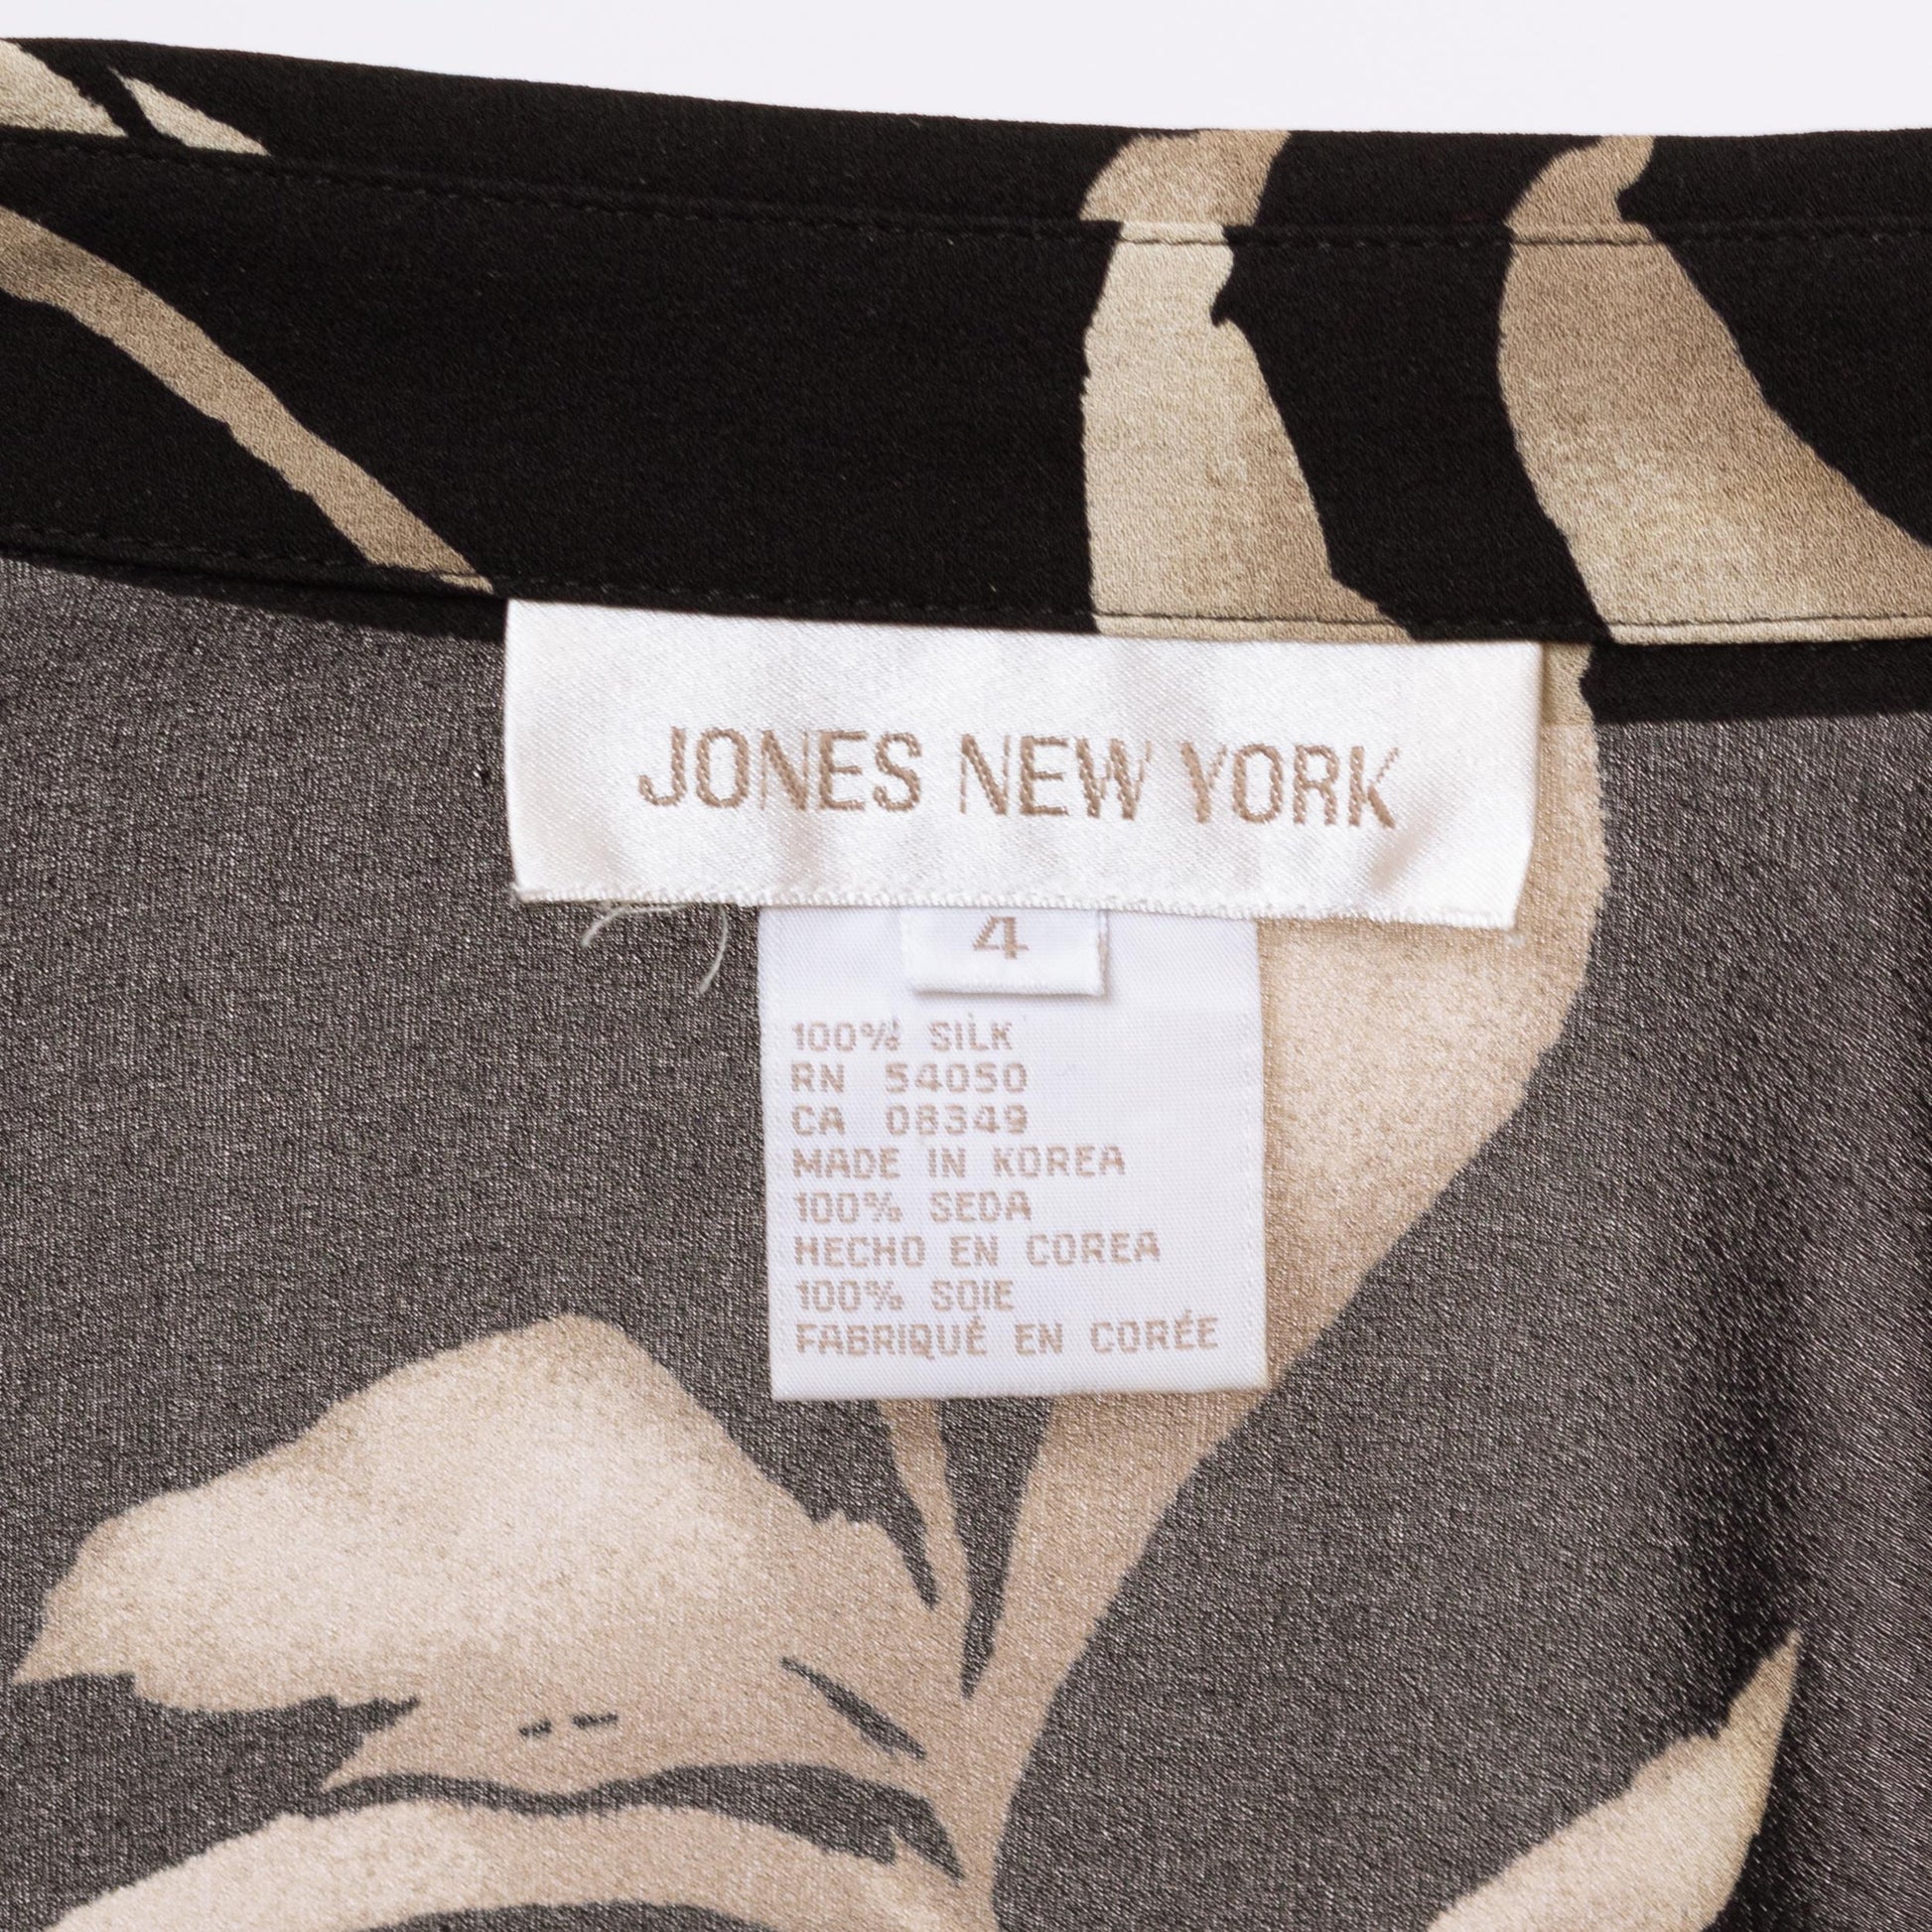 JONES NEW YORK
4
100% SILK
RN 54050
CA 08349
MADE IN KOREA
100% SEDA
HECHO EN COREA
100% SOIE
FABRIQUÉ EN CORÉE